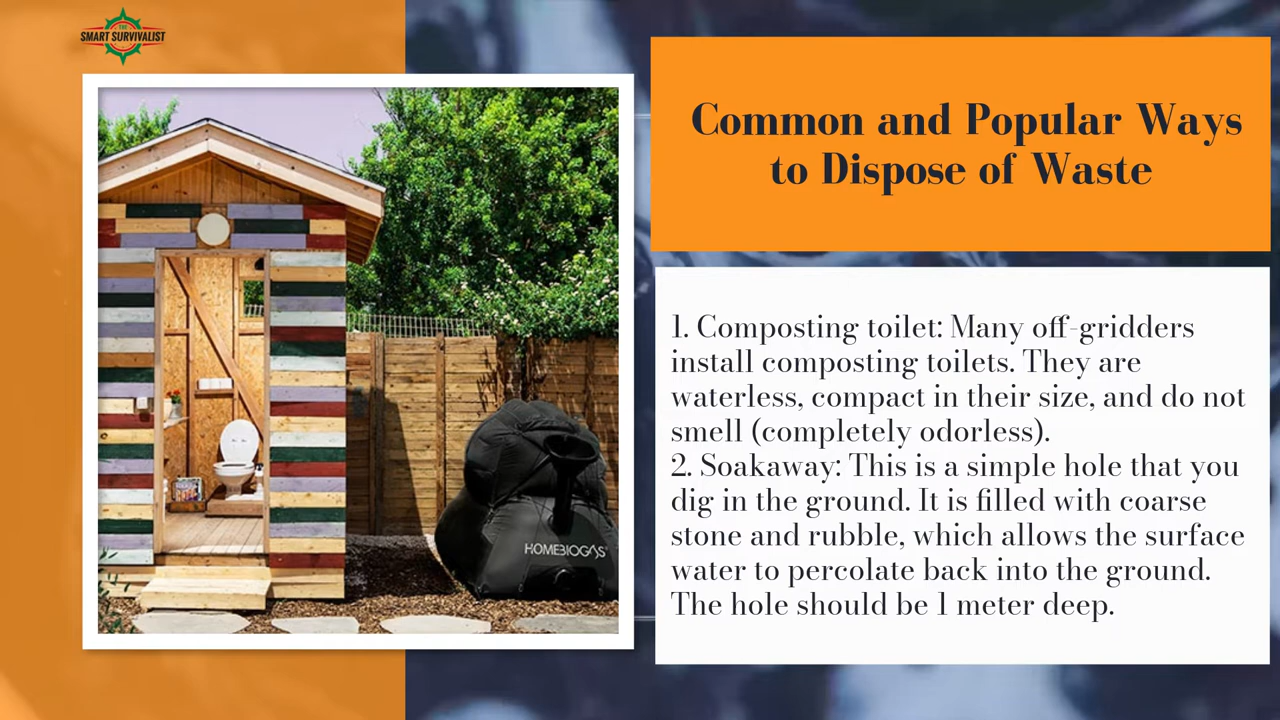 THE
SMART SURVIVALIST
Common and Popular Ways
to Dispose of Waste
HOMEBIOGAS
1. Composting toilet: Many off-gridders
install composting toilets. They are
waterless, compact in their size, and do not
smell (completely odorless).
2. Soakaway: This is a simple hole that you
dig in the ground. It is filled with coarse
stone and rubble, which allows the surface
water to percolate back into the ground.
The hole should be 1 meter deep.